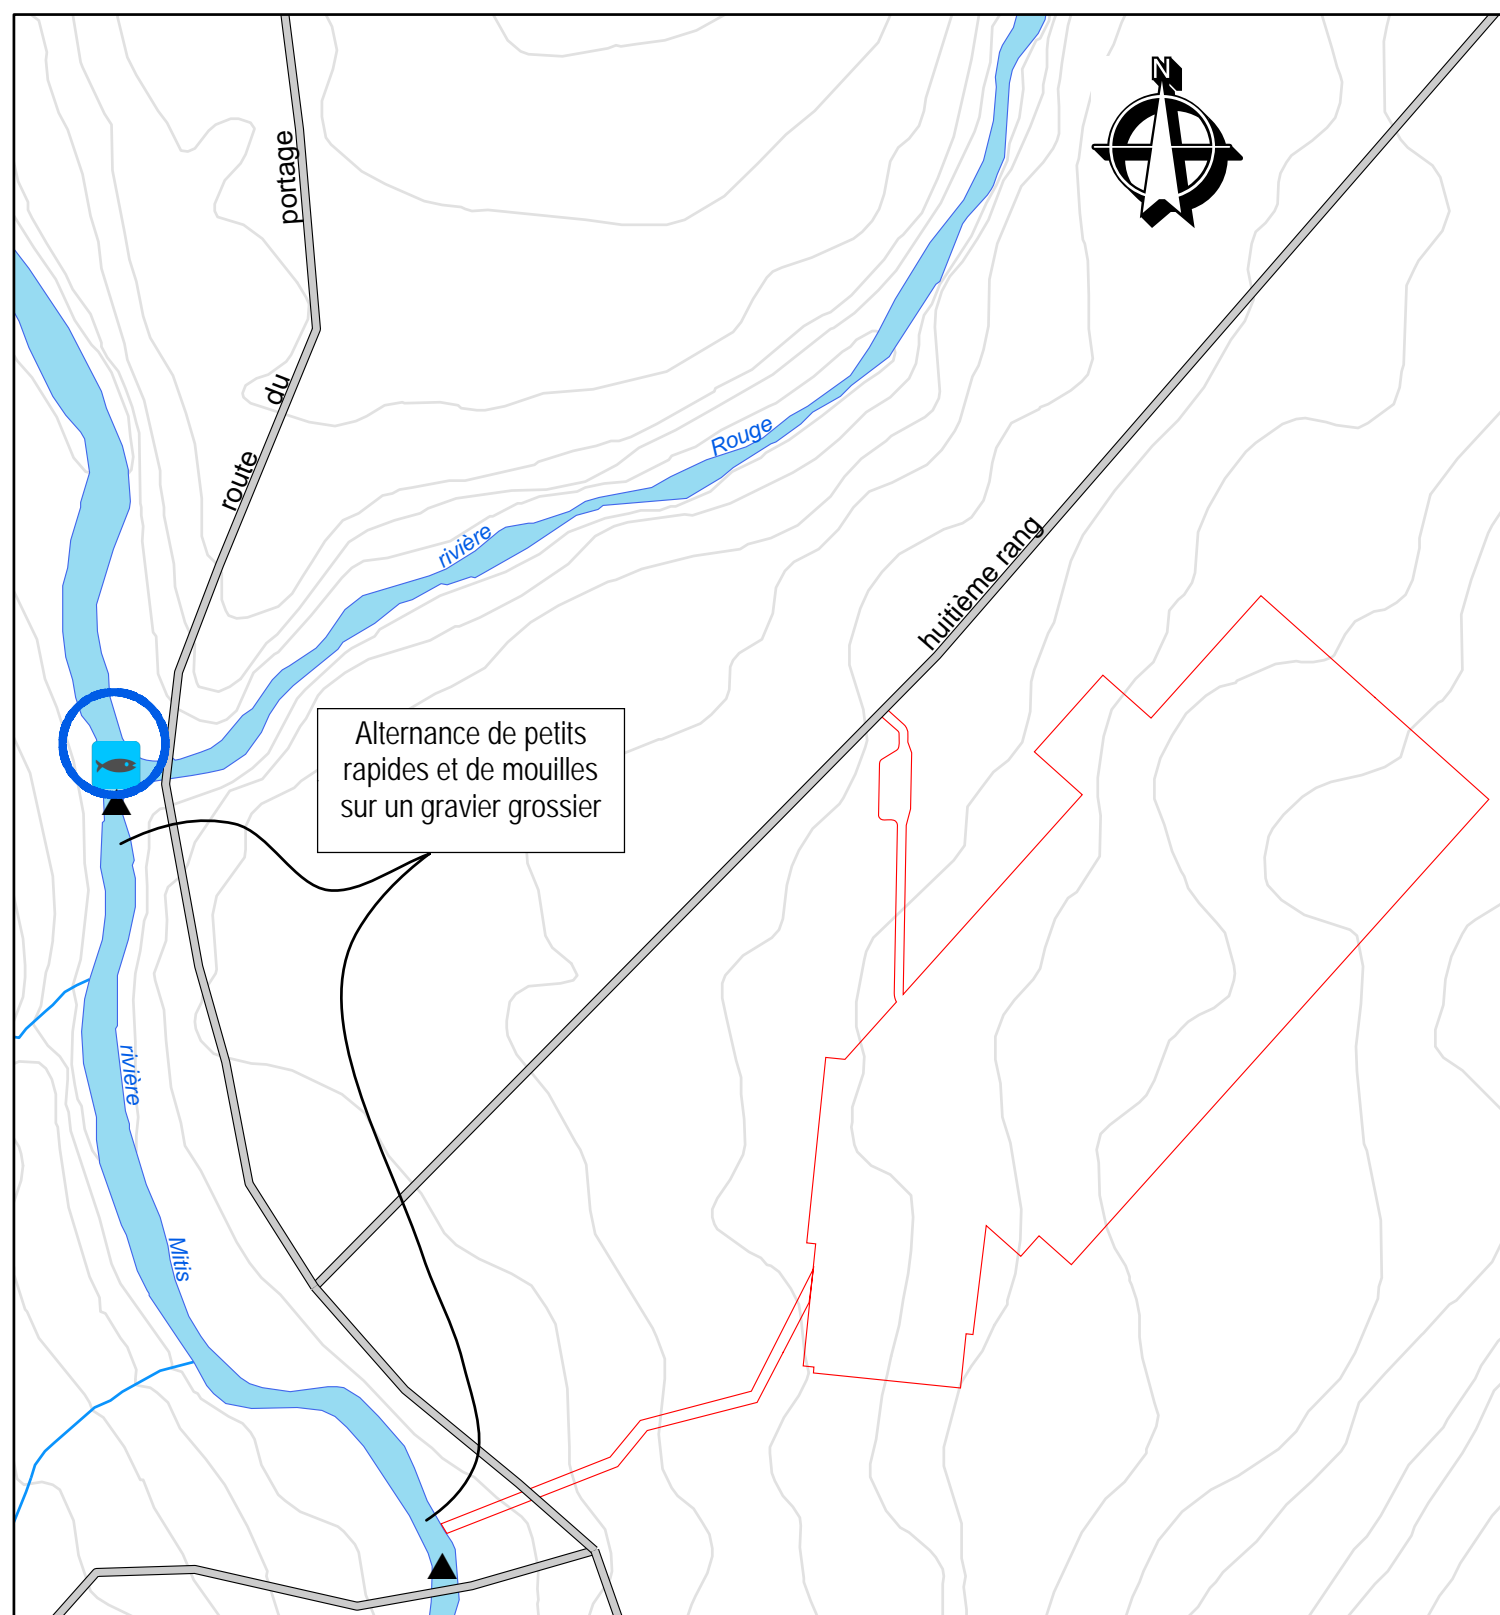 N
portage
du
route
Rouge
rivière
huitième rang
Alternance de petits
rapides et de mouilles
sur un gravier grossier
rivière
Mitis